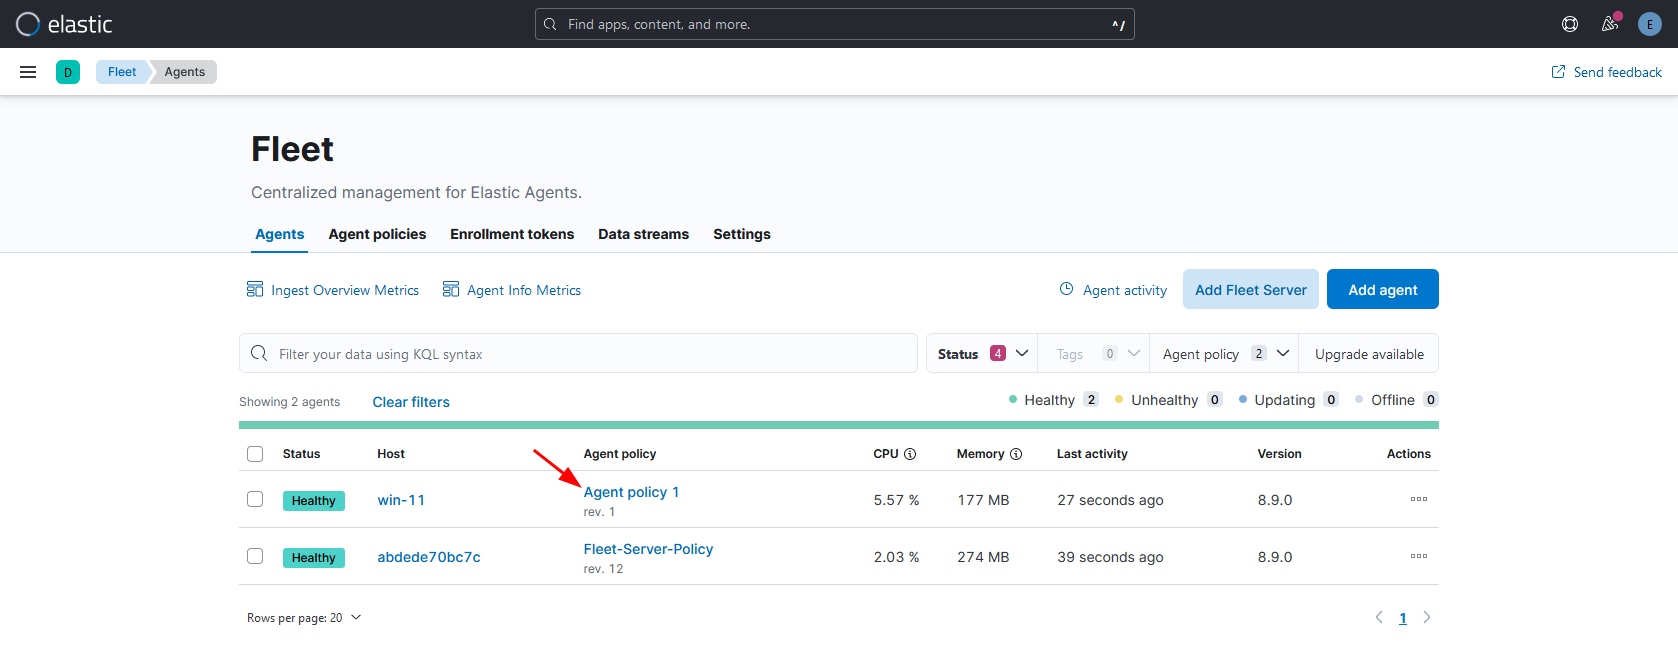 elastic
Find apps, content, and more.
^/
E
D
Fleet
Agents
Send feedback
Fleet
Centralized management for Elastic Agents.
Agents
Agent policies
Enrollment tokens
Data streams
Settings
Ingest Overview Metrics
Agent Info Metrics
Agent activity
Add Fleet Server
Add agent
Filter your data using KQL syntax
Status 4
Tags 0
Agent policy 2
Upgrade available
Showing 2 agents
Clear filters
Healthy 2
Unhealthy 0
Updating 0
Offline 0
Status Host Agent policy CPU Memory Last activity Version Actions
Healthy win-11 Agent policy 1 5.57 % 177 MB 27 seconds ago 8.9.0
rev. 1
Healthy abdede70bc7c Fleet-Server-Policy 2.03 % 274 MB 39 seconds ago 8.9.0
rev. 12
Rows per page: 20
1